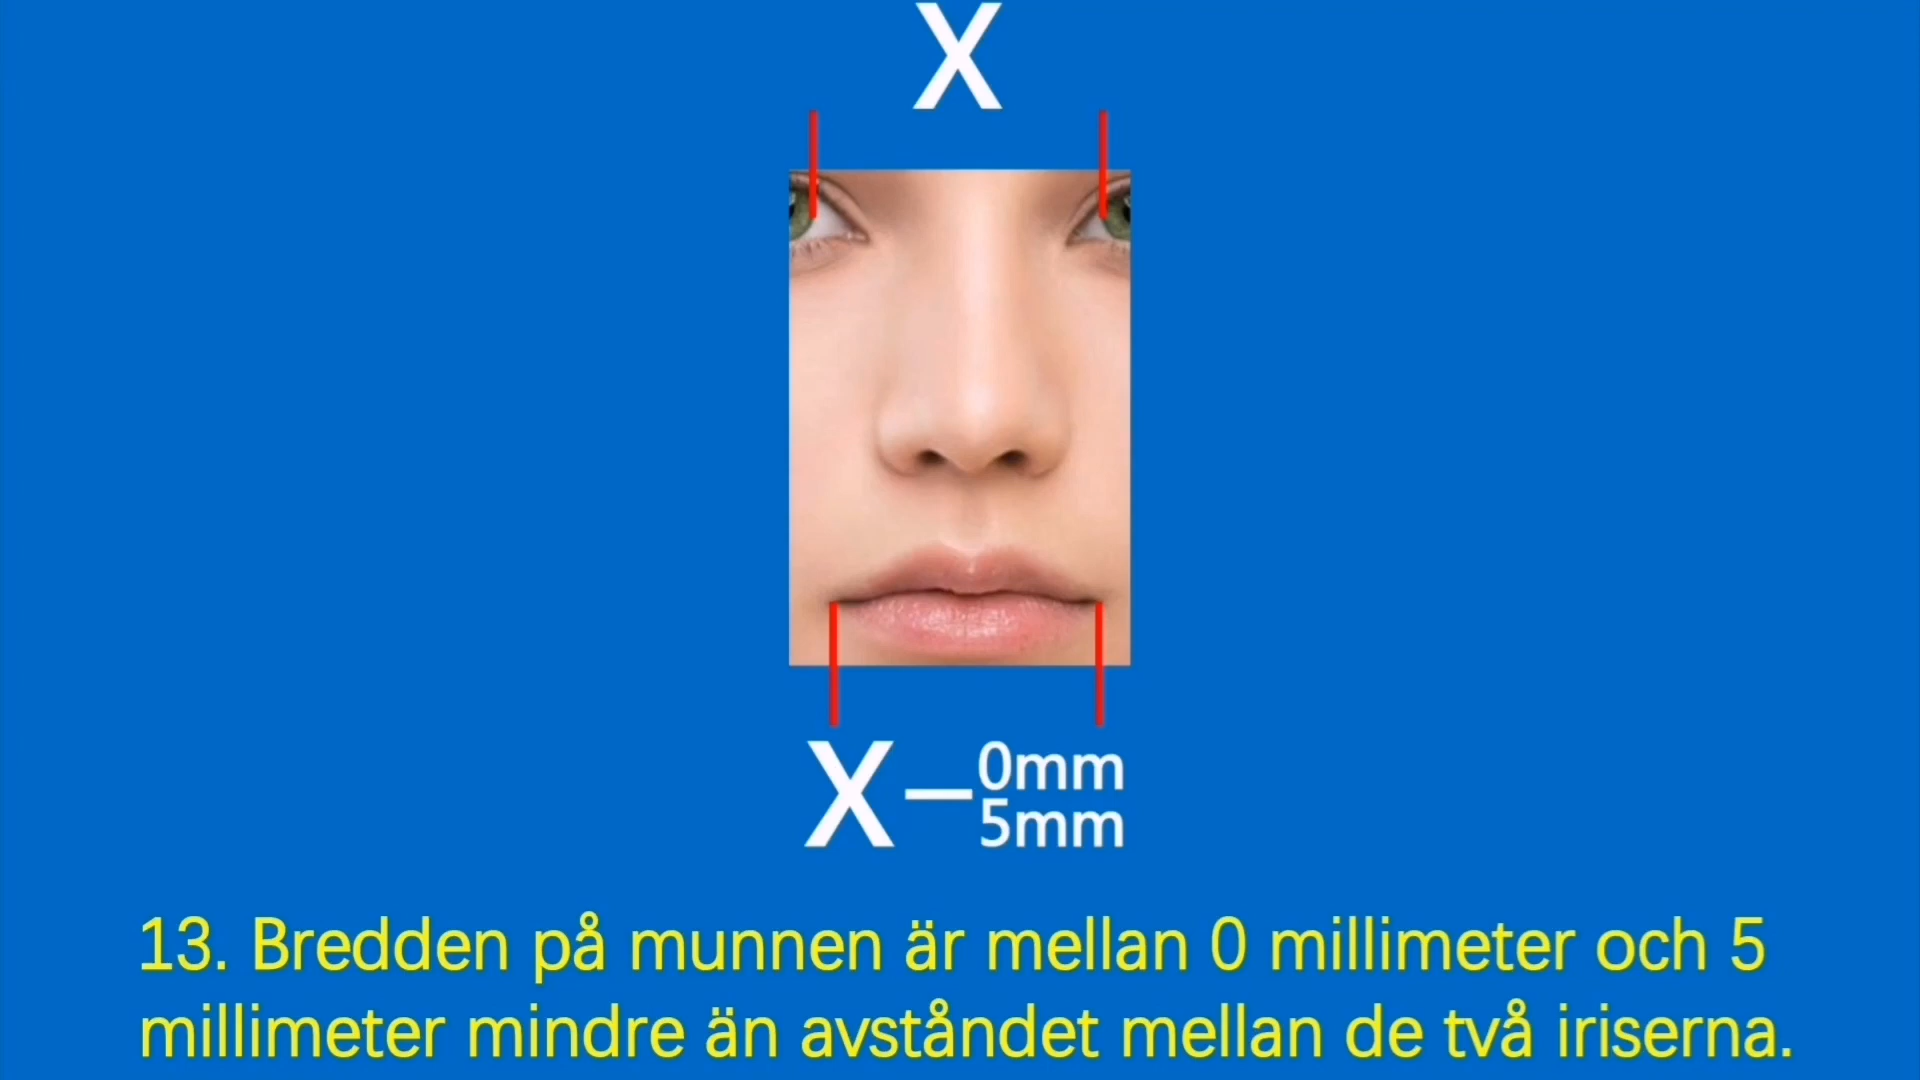 X
X – 0mm
5mm
13. Bredden på munnen är mellan 0 millimeter och 5
millimeter mindre än avståndet mellan de två iriserna.